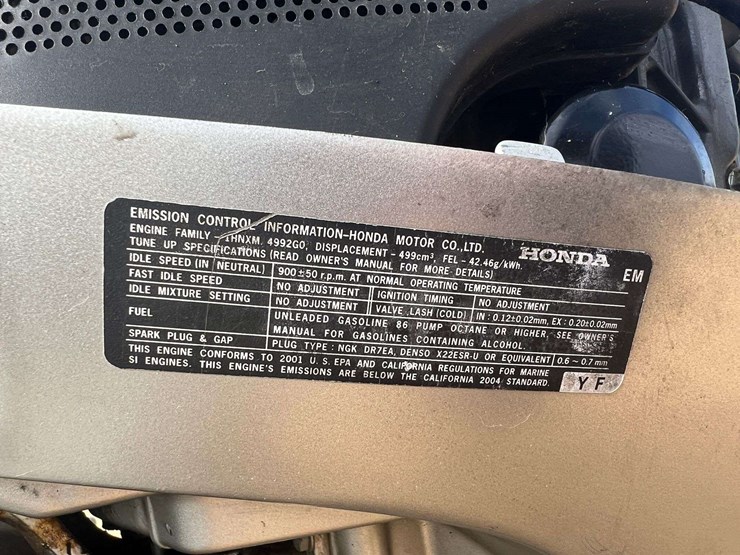 EMISSION CONTROL INFORMATION-HONDA MOTOR CO.,LTD.
ENGINE FAMILY - 1HNXM. 4992GO, DISPLACEMENT - 499cm³, FEL - 42.46g/kWh.
HONDA EM
TUNE UP SPECIFICATIONS (READ OWNER'S MANUAL FOR MORE DETAILS)
IDLE SPEED (IN NEUTRAL) 900±50 r.p.m. AT NORMAL OPERATING TEMPERATURE
FAST IDLE SPEED NO ADJUSTMENT IGNITION TIMING NO ADJUSTMENT
IDLE MIXTURE SETTING NO ADJUSTMENT VALVE LASH (COLD) IN : 0.12±0.02mm, EX : 0.20±0.02mm
FUEL UNLEADED GASOLINE 86 PUMP OCTANE OR HIGHER, SEE OWNER'S
MANUAL FOR GASOLINES CONTAINING ALCOHOL
SPARK PLUG & GAP PLUG TYPE : NGK DR7EA, DENSO X22ESR-U OR EQUIVALENT 0.6 ~ 0.7 mm
THIS ENGINE CONFORMS TO 2001 U.S. EPA AND CALIFORNIA REGULATIONS FOR MARINE
SI ENGINES. THIS ENGINE'S EMISSIONS ARE BELOW THE CALIFORNIA 2004 STANDARD.
YF